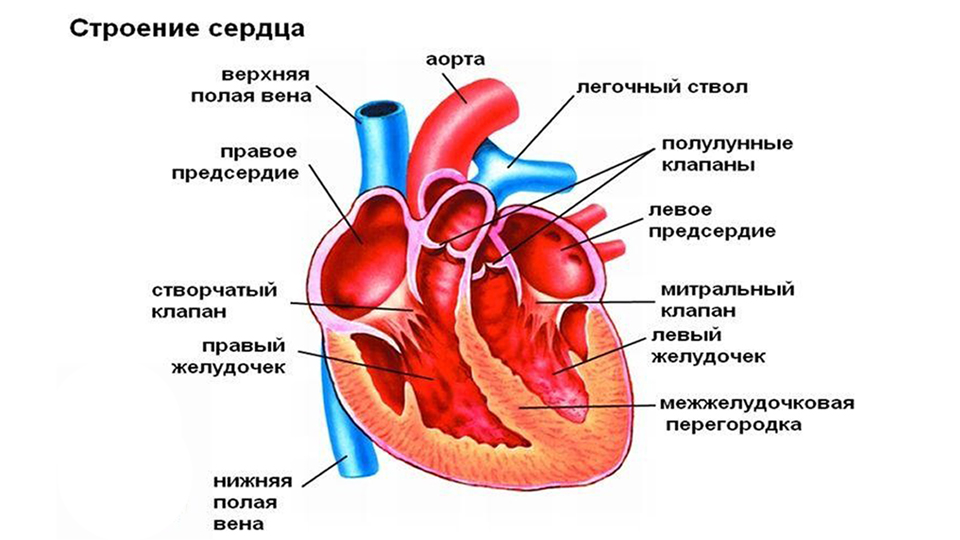 Строение сердца
аорта
верхняя
полая вена
легочный ствол
полулунные
клапаны
правое
предсердие
левое
предсердие
створчатый
клапан
митральный
клапан
правый
желудочек
левый
желудочек
межжелудочковая
перегородка
нижняя
полая
вена